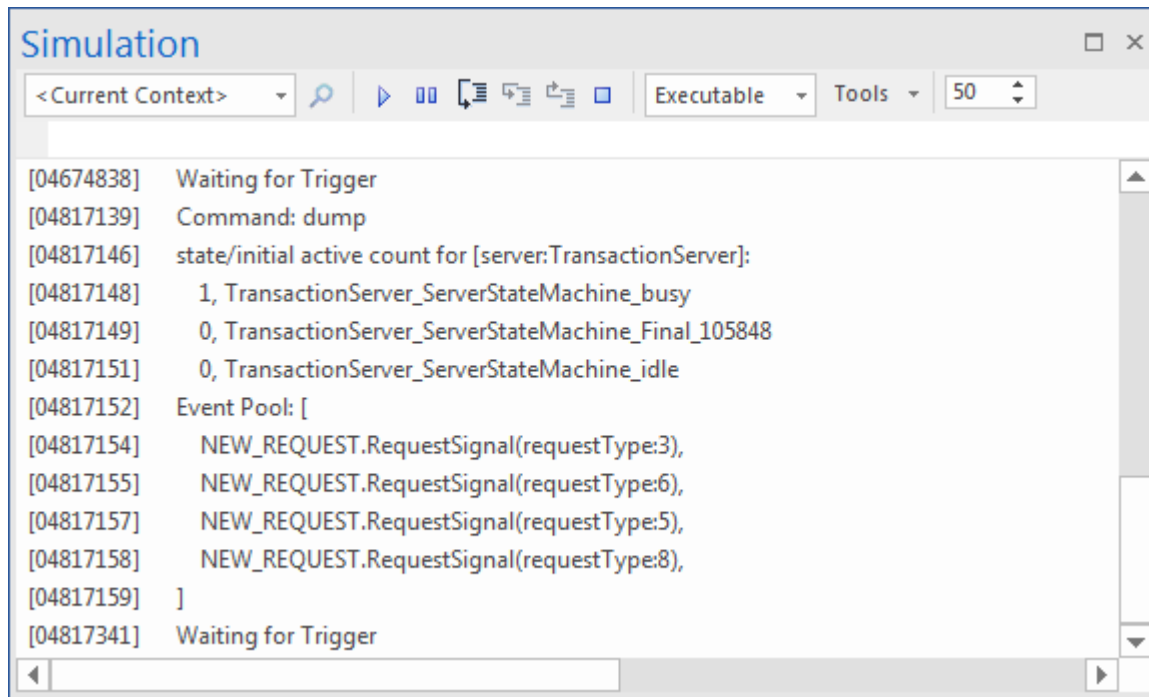 Simulation
<Current Context> Executable Tools 50
[04674838] Waiting for Trigger
[04817139] Command: dump
[04817146] state/initial active count for [server:TransactionServer]:
[04817148] 1, TransactionServer_ServerStateMachine_busy
[04817149] 0, TransactionServer_ServerStateMachine_Final_105848
[04817151] 0, TransactionServer_ServerStateMachine_idle
[04817152] Event Pool: [
[04817154] NEW_REQUEST.RequestSignal(requestType:3),
[04817155] NEW_REQUEST.RequestSignal(requestType:6),
[04817157] NEW_REQUEST.RequestSignal(requestType:5),
[04817158] NEW_REQUEST.RequestSignal(requestType:8),
[04817159] ]
[04817341] Waiting for Trigger